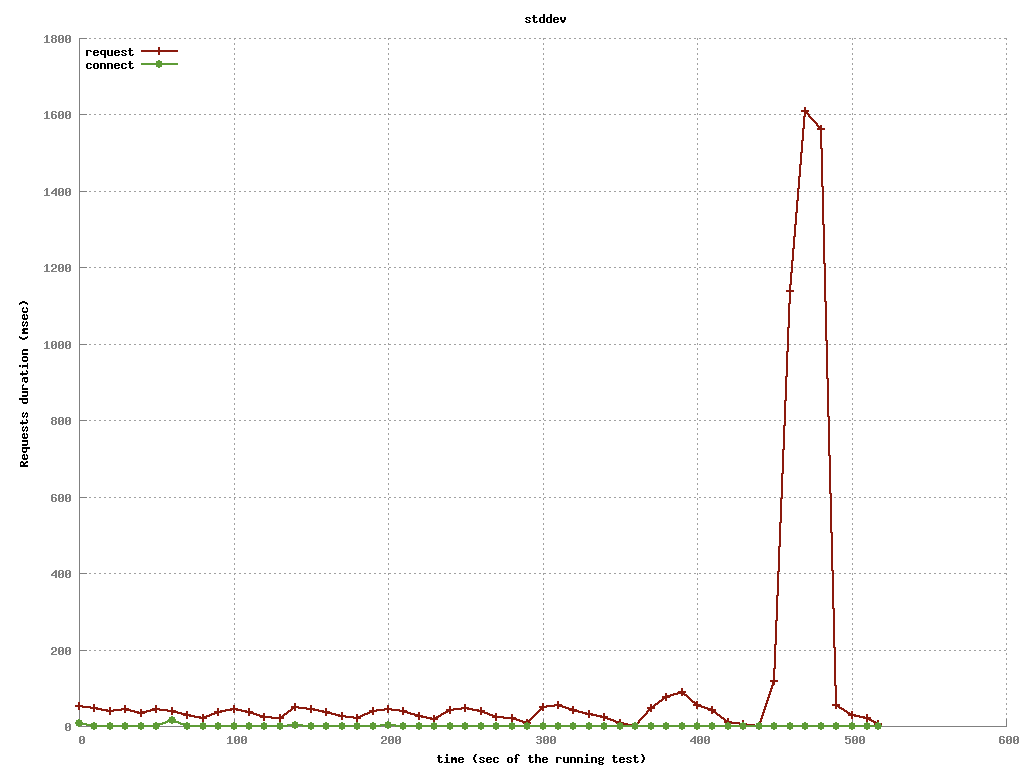 stddev
1800
request
connect
1600
1400
1200
1000
800
600
400
200
0
0 100 200 300 400 500 600
Requests duration (msec)
time (sec of the running test)